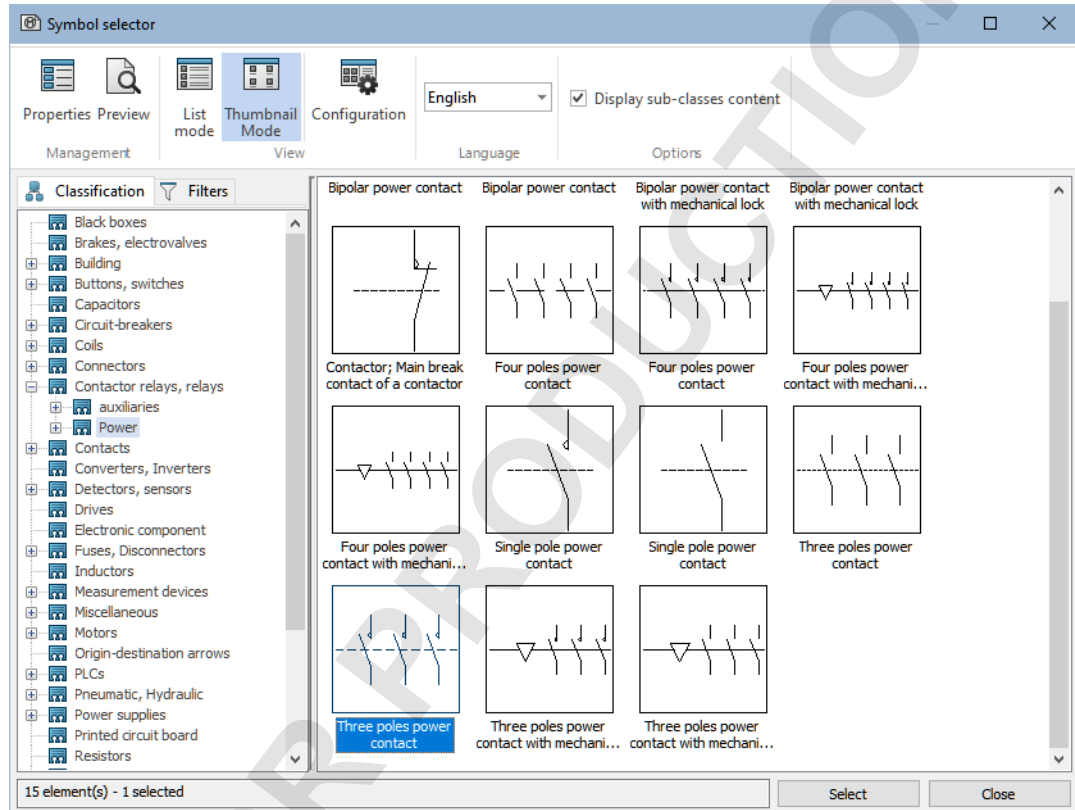 Symbol selector
Properties Preview List mode Thumbnail Mode Configuration English Display sub-classes content
Management View Language Options
Classification Filters
Black boxes
Brakes, electrovalves
Building
Buttons, switches
Capacitors
Circuit-breakers
Coils
Connectors
Contactor relays, relays
auxiliaries
Power
Contacts
Converters, Inverters
Detectors, sensors
Drives
Electronic component
Fuses, Disconnectors
Inductors
Measurement devices
Miscellaneous
Motors
Origin-destination arrows
PLCs
Pneumatic, Hydraulic
Power supplies
Printed circuit board
Resistors
Bipolar power contact
Bipolar power contact
Bipolar power contact
with mechanical lock
Bipolar power contact
with mechanical lock
Contactor; Main break
contact of a contactor
Four poles power
contact
Four poles power
contact
Four poles power
contact with mechani...
Four poles power
contact with mechani...
Single pole power
contact
Single pole power
contact
Three poles power
contact
Three poles power
contact
Three poles power
contact with mechani...
Three poles power
contact with mechani...
15 element(s) - 1 selected
Select
Close
OR PRODUCTIO